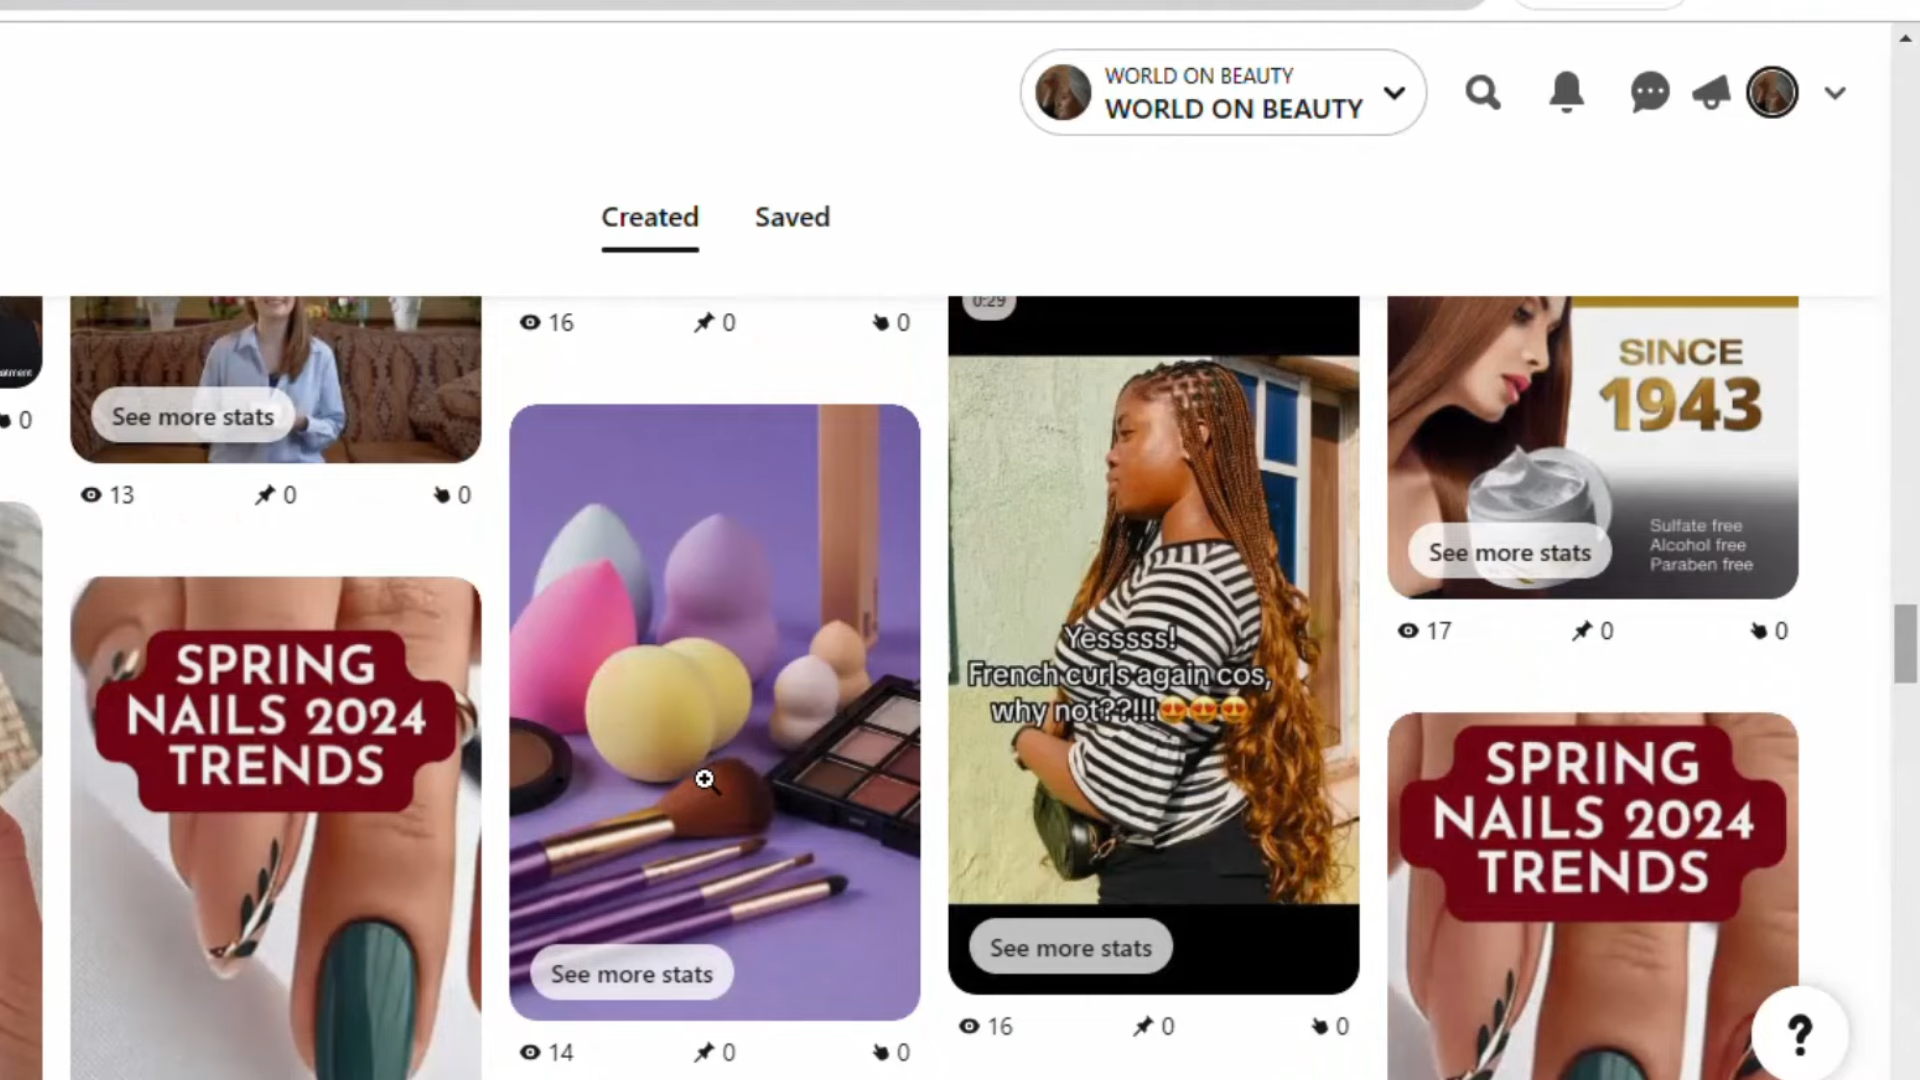 WORLD ON BEAUTY
WORLD ON BEAUTY
Created
Saved
0:29
16
0
0
SINCE
1943
atment
0
See more stats
13
0
0
Sulfate free
Alcohol free
Paraben free
See more stats
17
0
0
SPRING
NAILS 2024
TRENDS
Yesssss!
French curls again cos,
why not??!!!😍😍😍
SPRING
NAILS 2024
TRENDS
See more stats
14
0
0
See more stats
16
0
0
?